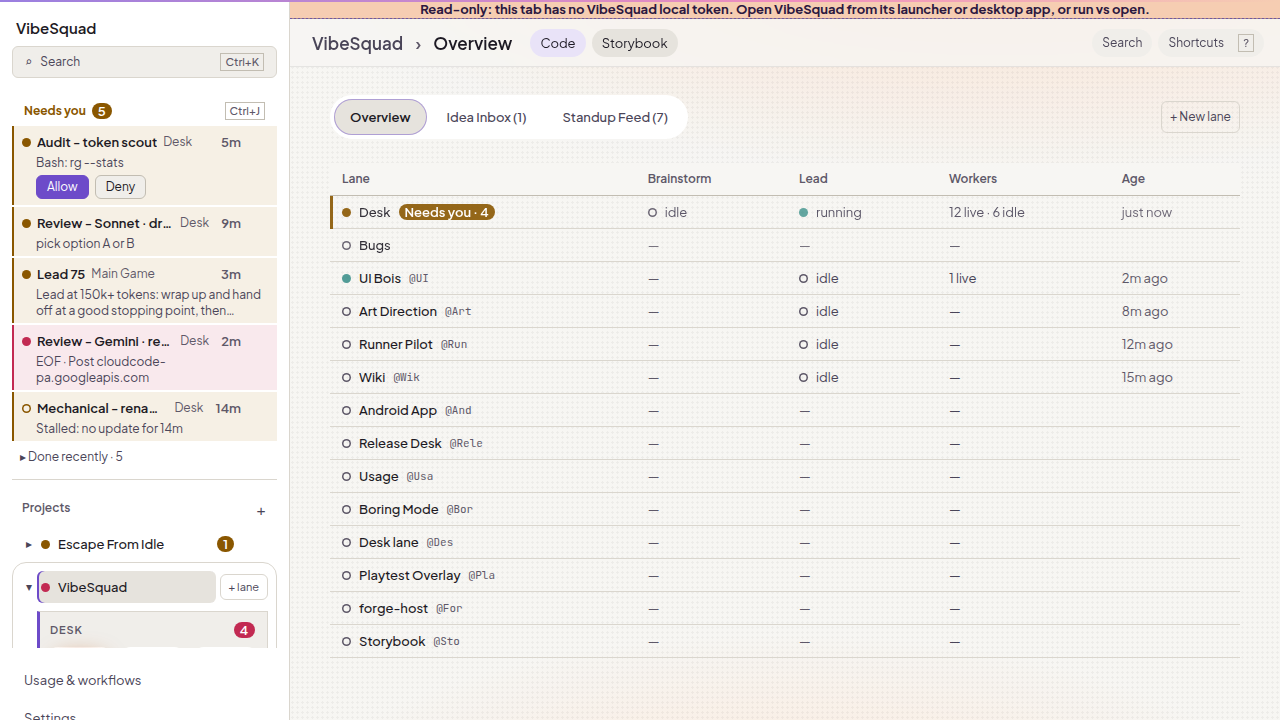 Read-only: this tab has no VibeSquad local token. Open VibeSquad from its launcher or desktop app, or run vs open.
VibeSquad
Search Ctrl+K
Needs you 5 Ctrl+J
Audit – token scout Desk 5m
Bash: rg --stats
Allow Deny
Review – Sonnet · dr… Desk 9m
pick option A or B
Lead 75 Main Game 3m
Lead at 150k+ tokens: wrap up and hand
off at a good stopping point, then…
Review – Gemini · re… Desk 2m
EOF · Post cloudcode-
pa.googleapis.com
Mechanical – rena… Desk 14m
Stalled: no update for 14m
▸ Done recently · 5
Projects +
▸ Escape From Idle 1
▾ VibeSquad + lane
DESK 4
Usage & workflows
Settings
VibeSquad › Overview Code Storybook Search Shortcuts ?
Overview Idea Inbox (1) Standup Feed (7) + New lane
Lane Brainstorm Lead Workers Age
Desk Needs you · 4 idle running 12 live · 6 idle just now
Bugs — — —
UI Bois @UI — idle 1 live 2m ago
Art Direction @Art — idle — 8m ago
Runner Pilot @Run — idle — 12m ago
Wiki @Wik — idle — 15m ago
Android App @And — — —
Release Desk @Rele — — —
Usage @Usa — — —
Boring Mode @Bor — — —
Desk lane @Des — — —
Playtest Overlay @Pla — — —
forge-host @For — — —
Storybook @Sto — — —